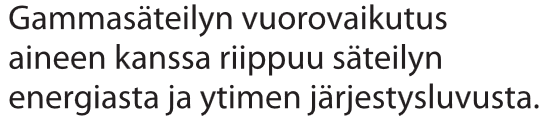 Gammasäteilyn vuorovaikutus
aineen kanssa riippuu säteilyn
energiasta ja ytimen järjestysluvusta.